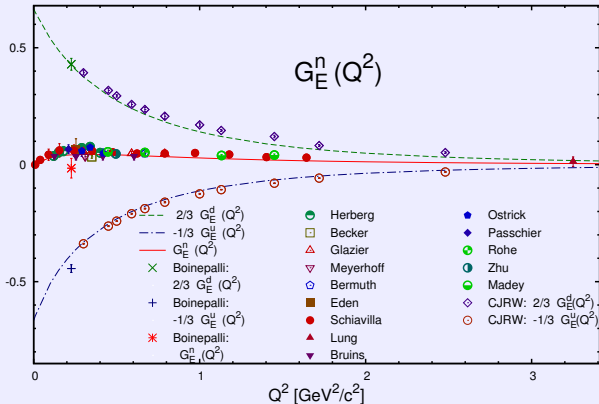 G_E^n (Q^2)
0.5
0
-0.5
2/3 G_E^d (Q^2)
-1/3 G_E^u (Q^2)
G_E^n (Q^2)
Boinepalli:
2/3 G_E^d (Q^2)
Boinepalli:
-1/3 G_E^u (Q^2)
Boinepalli:
G_E^n (Q^2)
Herberg
Becker
Glazier
Meyerhoff
Bermuth
Eden
Schiavilla
Lung
Bruins
Ostrick
Passchier
Rohe
Zhu
Madey
CJRW: 2/3 G_E^d(Q^2)
CJRW: -1/3 G_E^u(Q^2)
0 1 2 3
Q^2 [GeV^2/c^2]